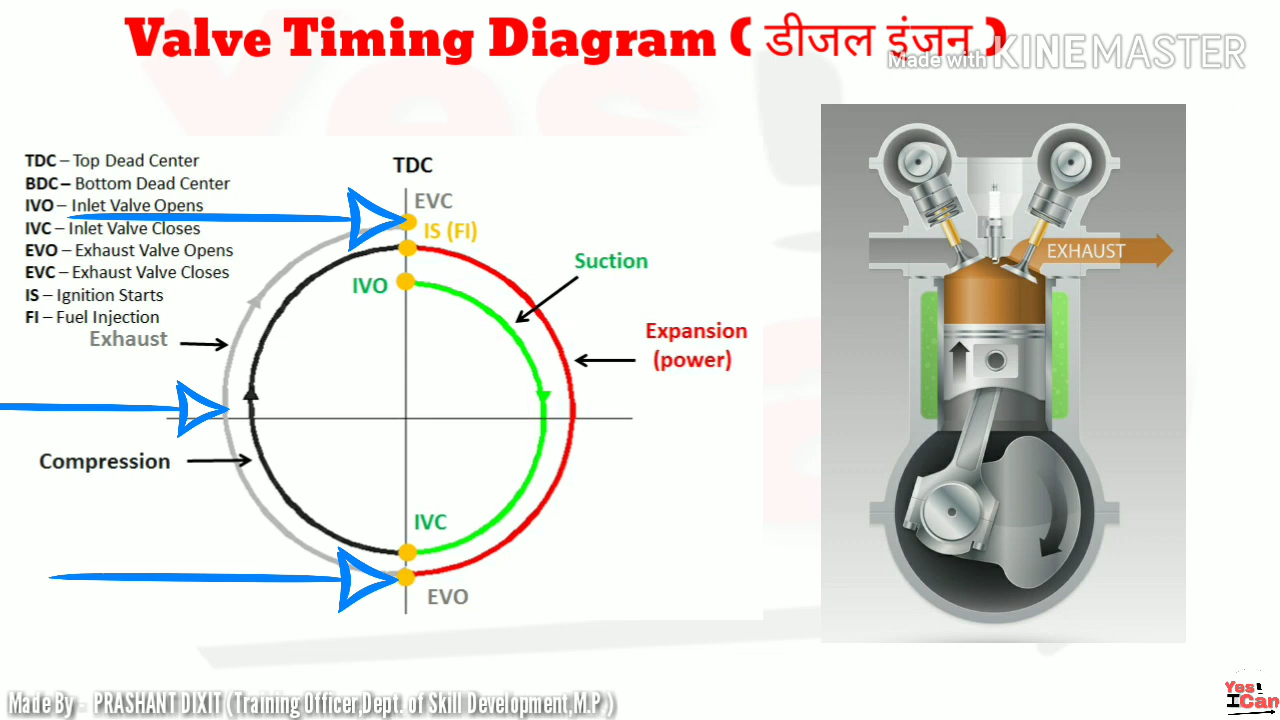 Valve Timing Diagram ( डीजल इंजन )
Made with KINEMASTER
TDC – Top Dead Center
BDC – Bottom Dead Center
IVO – Inlet Valve Opens
IVC – Inlet Valve Closes
EVO – Exhaust Valve Opens
EVC – Exhaust Valve Closes
IS – Ignition Starts
FI – Fuel Injection
TDC
EVC
IS (FI)
IVO
Suction
Exhaust
Expansion
(power)
Compression
IVC
EVO
EXHAUST
Made By - PRASHANT DIXIT ( Training Officer,Dept. of Skill Development,M.P )
Yes!
I Can